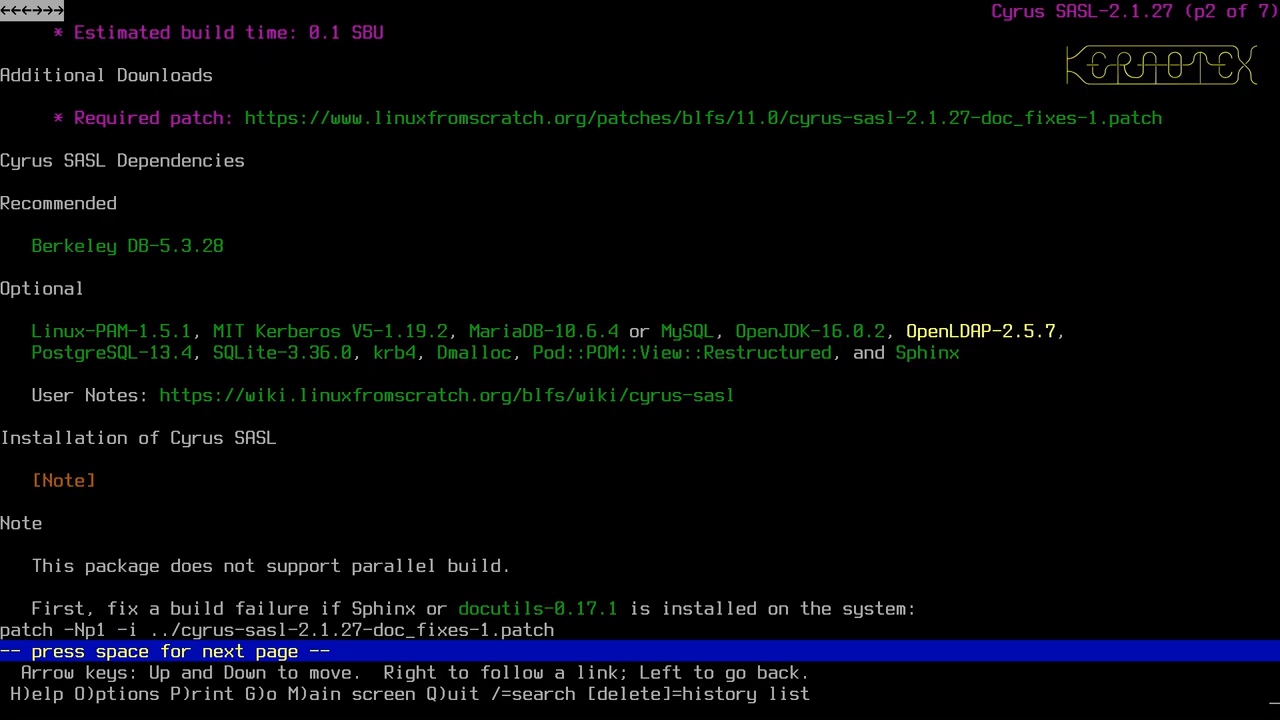 ←←←→→→ Cyrus SASL-2.1.27 (p2 of 7)
* Estimated build time: 0.1 SBU
Additional Downloads
KERNOTEX
* Required patch: https://www.linuxfromscratch.org/patches/blfs/11.0/cyrus-sasl-2.1.27-doc_fixes-1.patch
Cyrus SASL Dependencies
Recommended
Berkeley DB-5.3.28
Optional
Linux-PAM-1.5.1, MIT Kerberos V5-1.19.2, MariaDB-10.6.4 or MySQL, OpenJDK-16.0.2, OpenLDAP-2.5.7,
PostgreSQL-13.4, SQLite-3.36.0, krb4, Dmalloc, Pod::POM::View::Restructured, and Sphinx
User Notes: https://wiki.linuxfromscratch.org/blfs/wiki/cyrus-sasl
Installation of Cyrus SASL
[Note]
Note
This package does not support parallel build.
First, fix a build failure if Sphinx or docutils-0.17.1 is installed on the system:
patch -Np1 -i ../cyrus-sasl-2.1.27-doc_fixes-1.patch
-- press space for next page --
Arrow keys: Up and Down to move.  Right to follow a link; Left to go back.
H)elp O)ptions P)rint G)o M)ain screen Q)uit /=search [delete]=history list